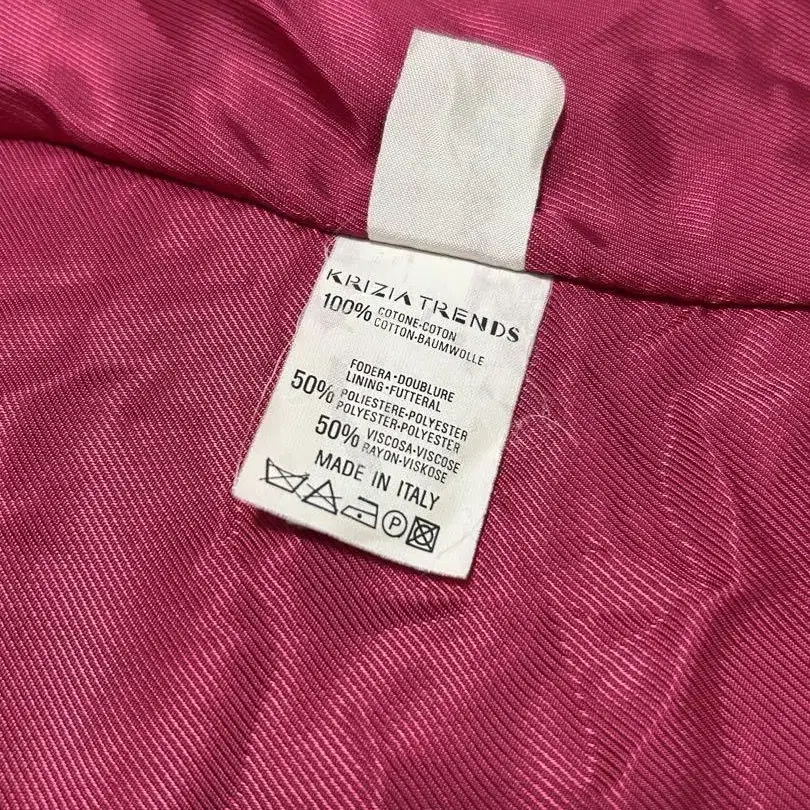 KRIZIA TRENDS
100% COTONE·COTON
COTTON·BAUMWOLLE
FODERA·DOUBLURE
LINING·FUTTERAL
50% POLIESTERE·POLYESTER
POLYESTER·POLYESTER
50% VISCOSA·VISCOSE
RAYON·VISKOSE
MADE IN ITALY
P